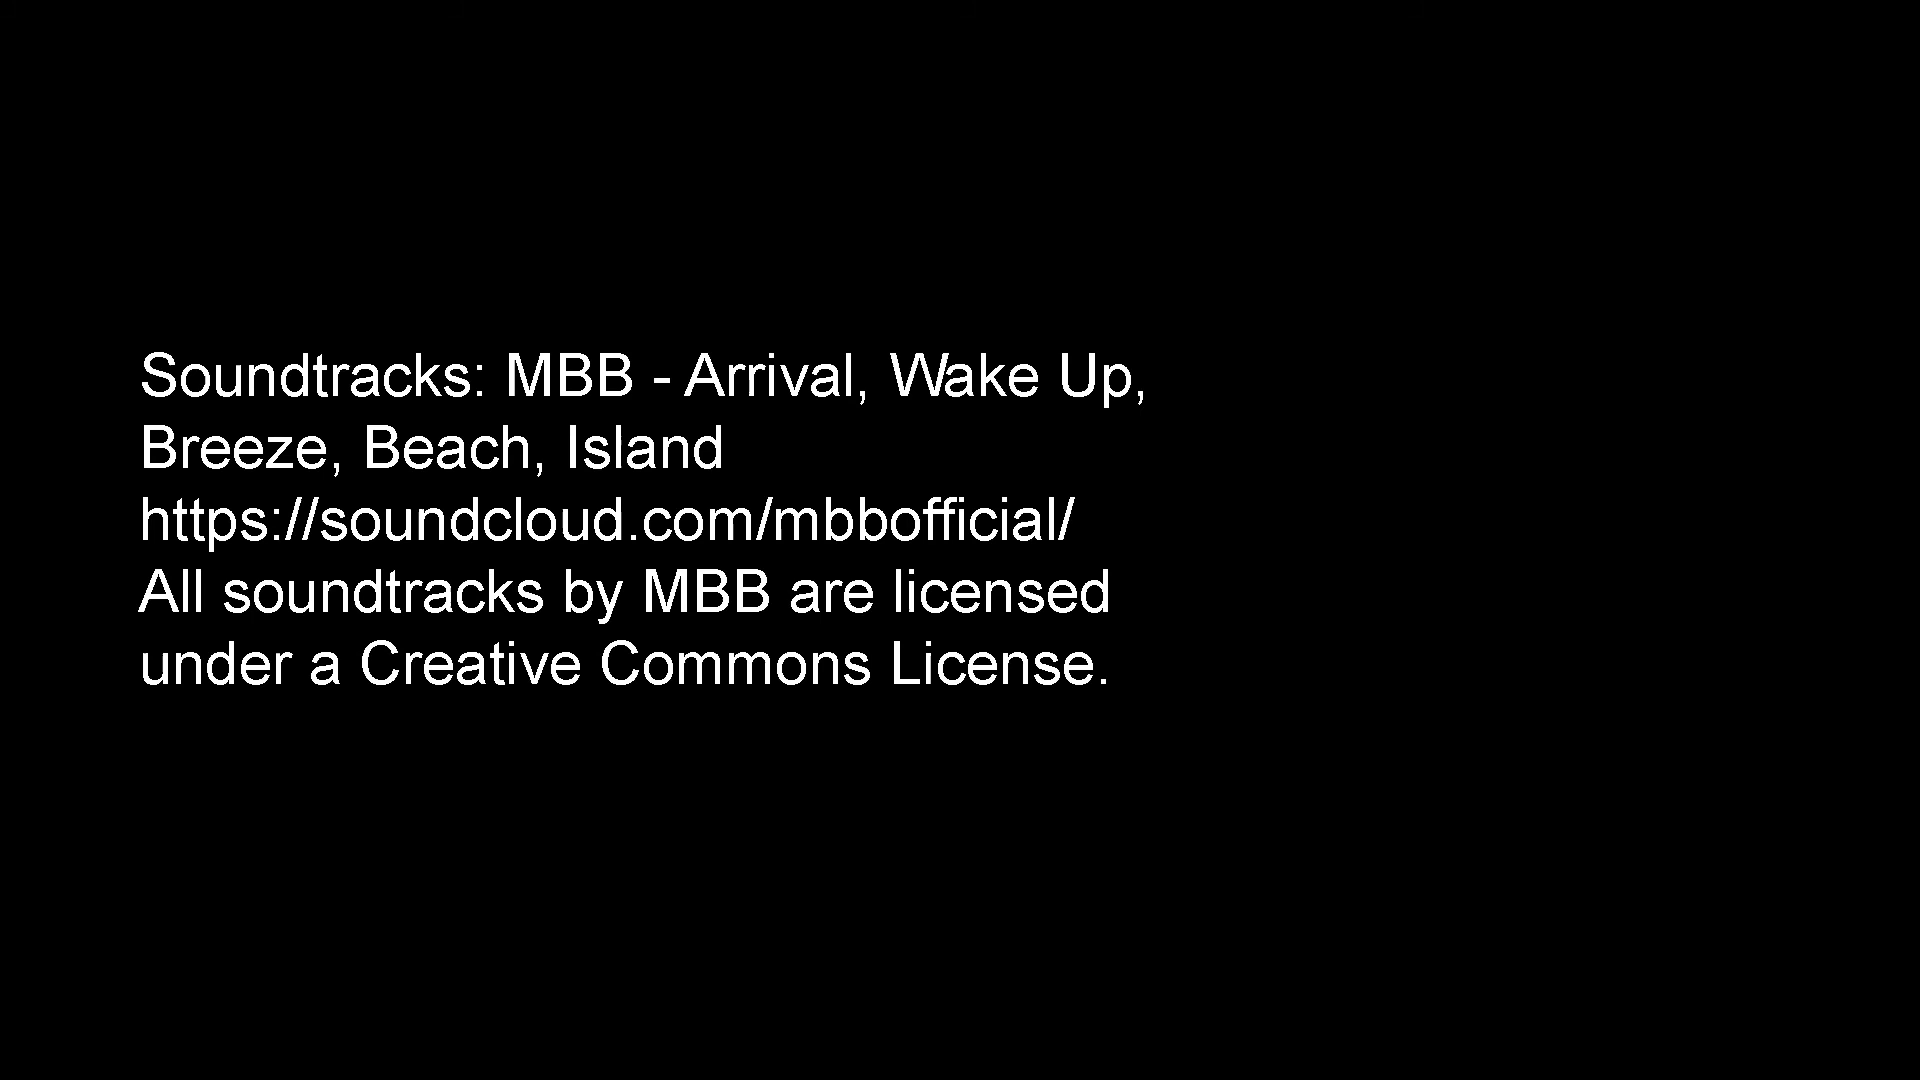 Soundtracks: MBB - Arrival, Wake Up,
Breeze, Beach, Island
https://soundcloud.com/mbbofficial/
All soundtracks by MBB are licensed
under a Creative Commons License.